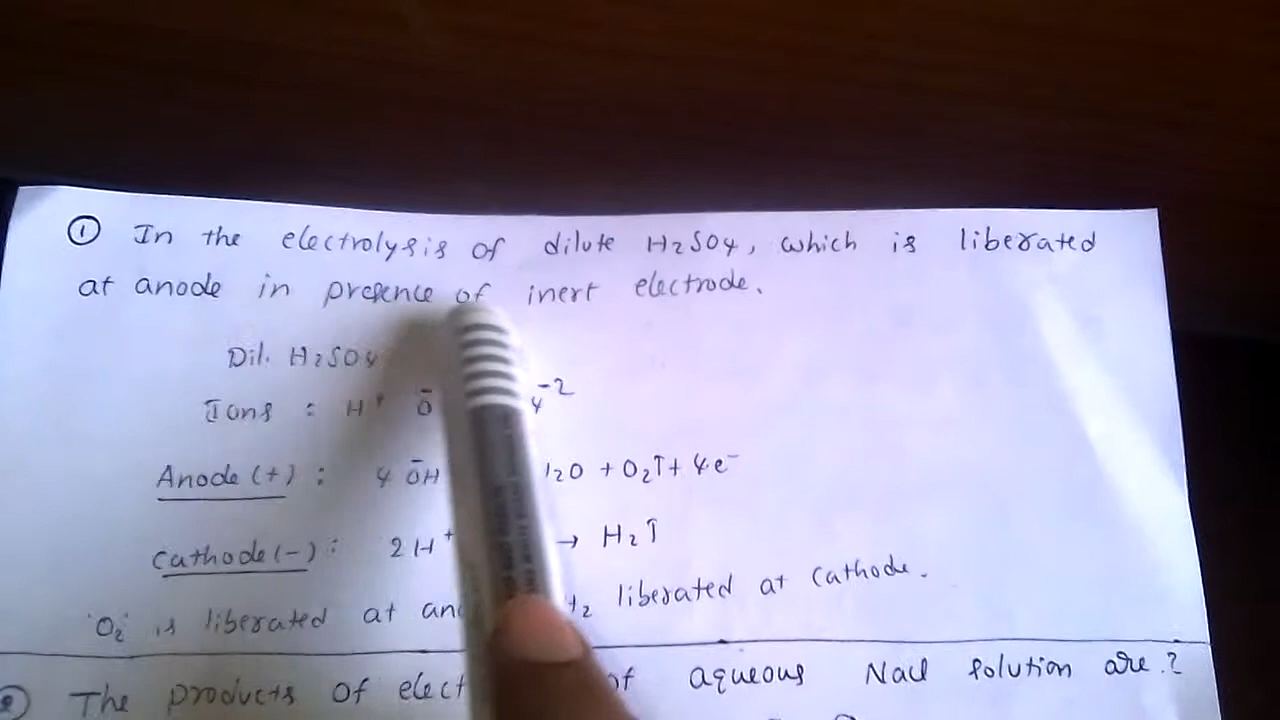 ① In the electrolysis of dilute H₂SO₄, which is liberated
at anode in presence of inert electrode.
Dil. H₂SO₄
Ions : H⁺ ō ₄⁻²
Anode (+) : 4 ōH ₂O + O₂↑ + 4e⁻
Cathode (-) : 2H⁺ → H₂↑
O₂ is liberated at liberated at cathode.
② The products of of aqueous NaCl solution are?